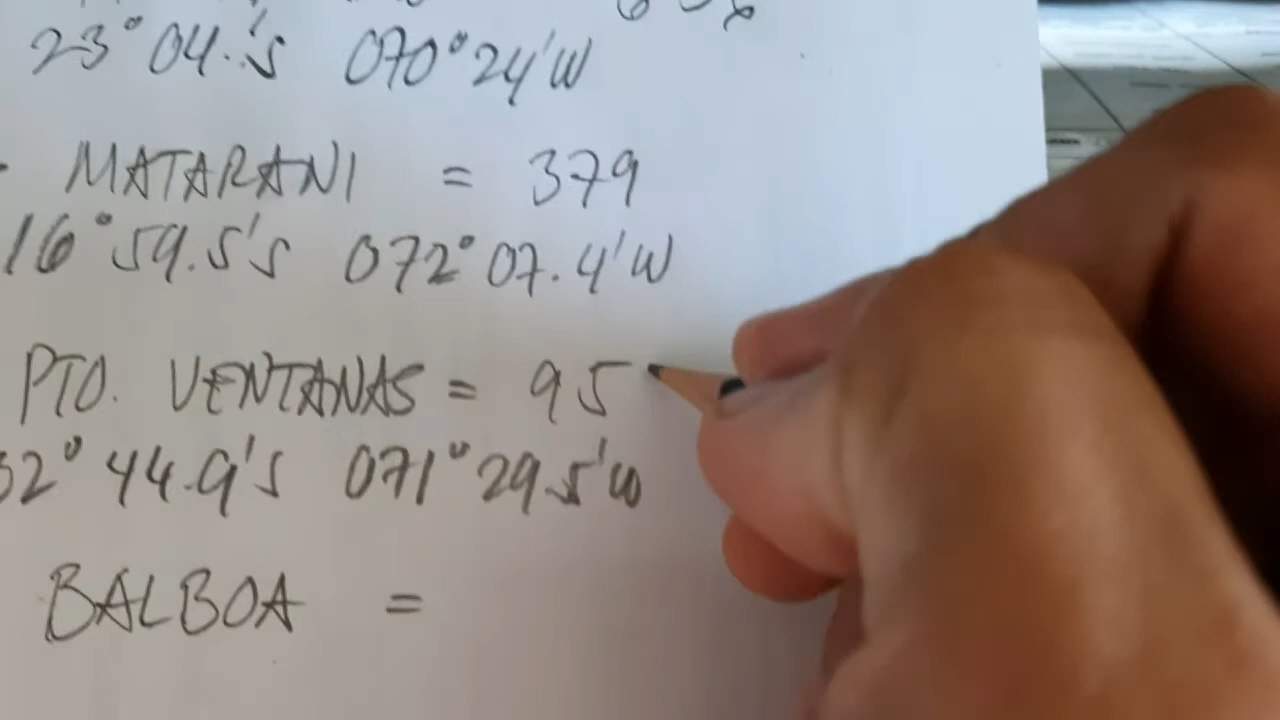 23° 04.'S 070° 24'W
- MATARANI = 379
16° 59.5'S 072° 07.4'W
PTO. VENTANAS = 95
32° 44.9'S 071° 29.5'W
BALBOA =